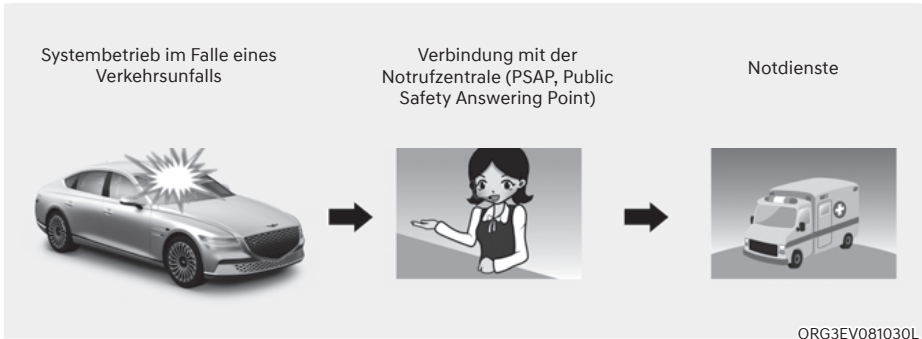 Systembetrieb im Falle eines
Verkehrsunfalls
Verbindung mit der
Notrufzentrale (PSAP, Public
Safety Answering Point)
Notdienste
ORG3EV081030L